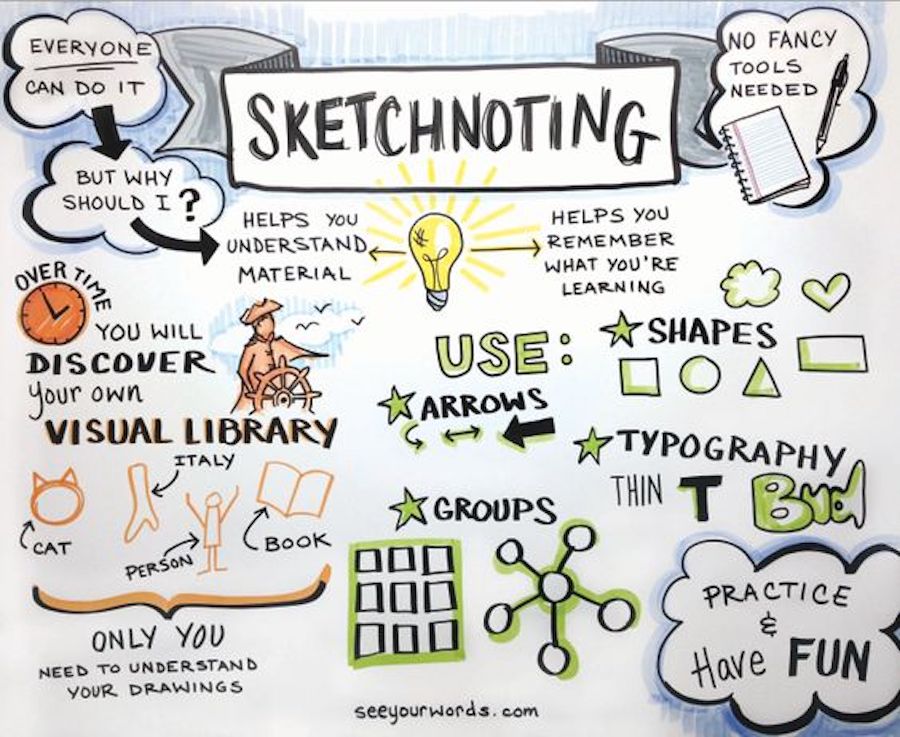 EVERYONE
CAN DO IT
SKETCHNOTING
NO FANCY
TOOLS
NEEDED
BUT WHY
SHOULD I?
HELPS YOU
UNDERSTAND
MATERIAL
HELPS YOU
REMEMBER
WHAT YOU'RE
LEARNING
OVER TIME
YOU WILL
DISCOVER
your own
VISUAL LIBRARY
CAT
ITALY
PERSON
BOOK
ONLY YOU
NEED TO UNDERSTAND
YOUR DRAWINGS
USE:
ARROWS
SHAPES
TYPOGRAPHY
THIN T Bud
GROUPS
PRACTICE
&
Have FUN
seeyourwords.com